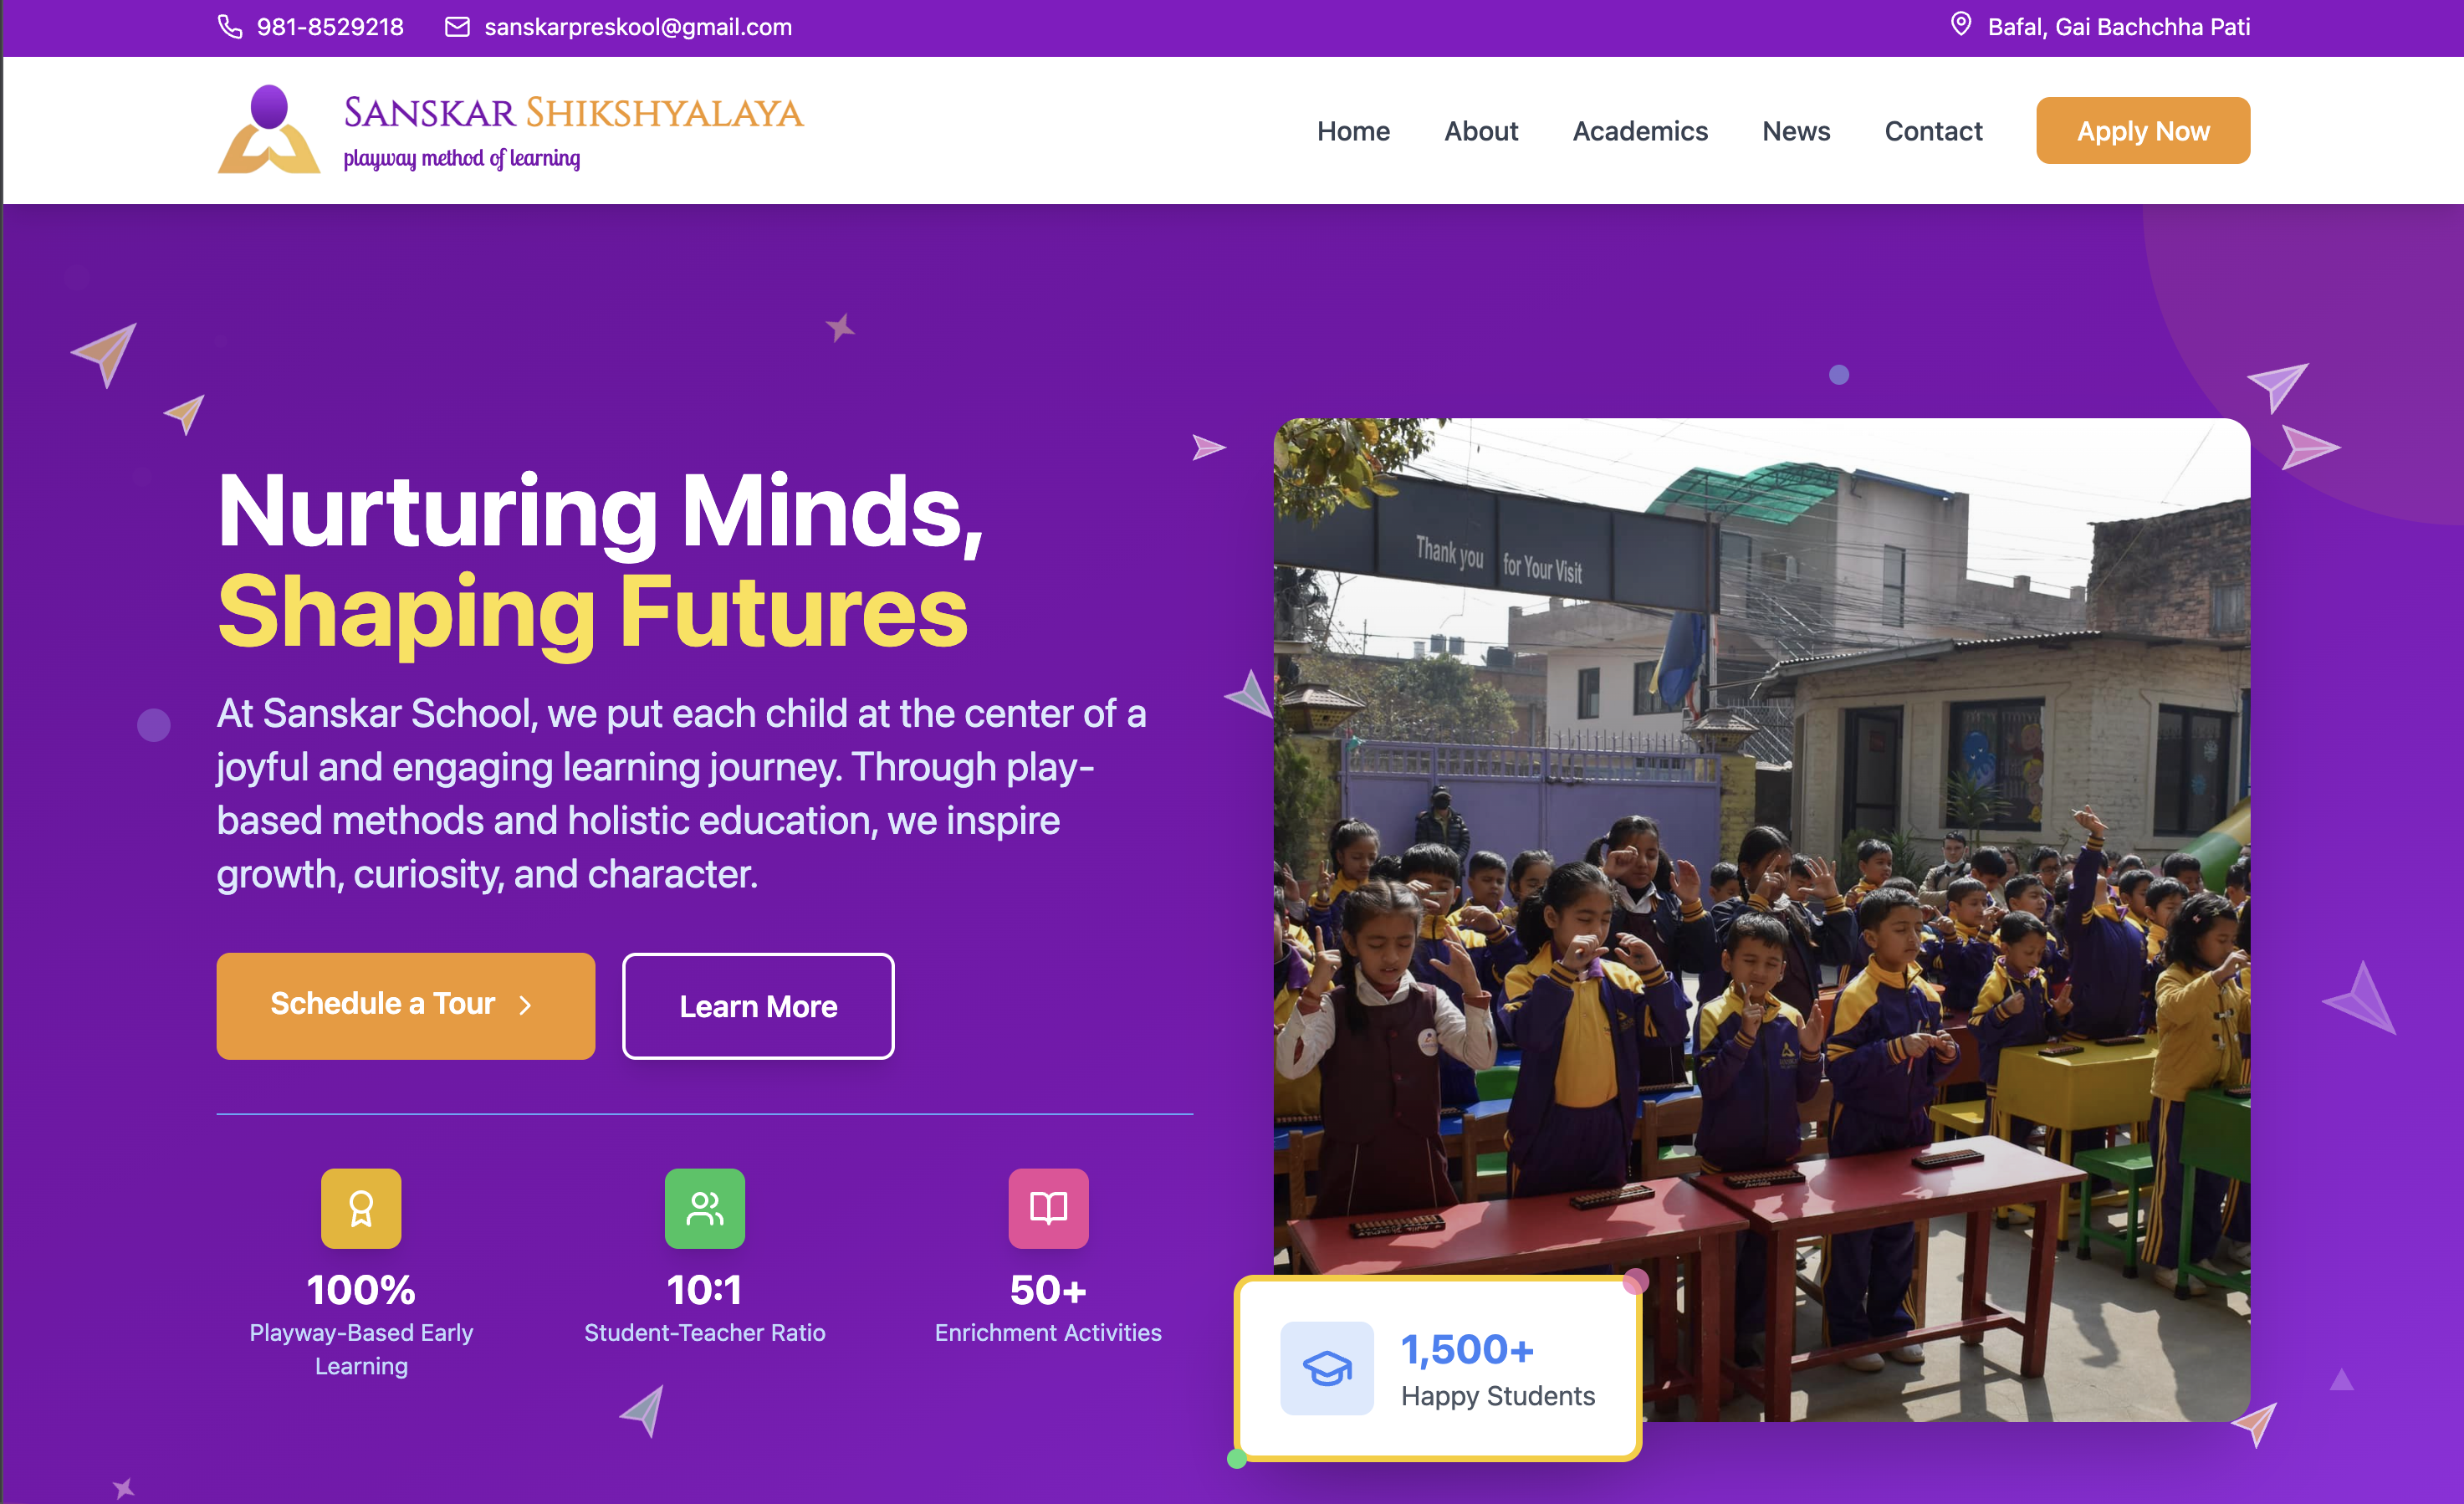 981-8529218
sanskarpreskool@gmail.com
Bafal, Gai Bachchha Pati
SANSKAR SHIKSHYALAYA
playway method of learning
Home
About
Academics
News
Contact
Apply Now
Nurturing Minds,
Shaping Futures
At Sanskar School, we put each child at the center of a
joyful and engaging learning journey. Through play-
based methods and holistic education, we inspire
growth, curiosity, and character.
Schedule a Tour
Learn More
100%
Playway-Based Early
Learning
10:1
Student-Teacher Ratio
50+
Enrichment Activities
Thank you for Your Visit
1,500+
Happy Students